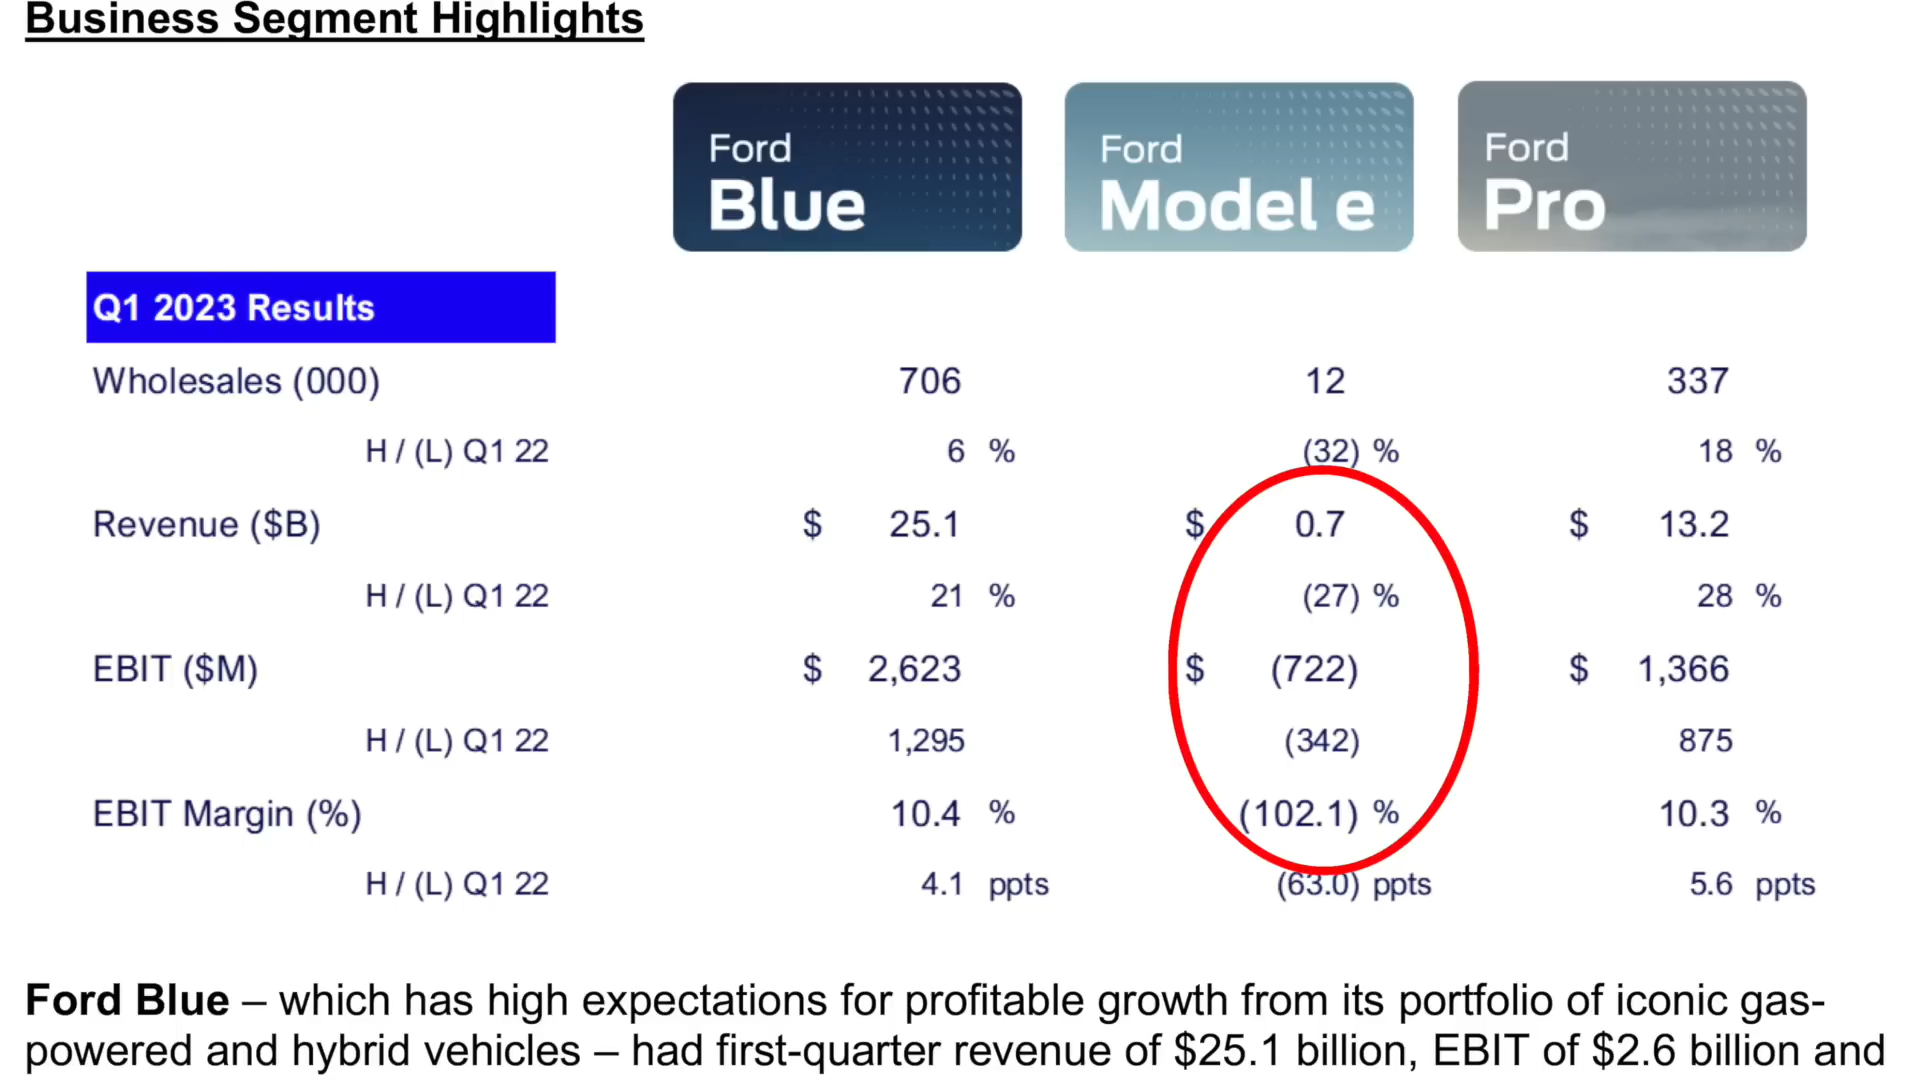 Business Segment Highlights
Ford Ford Ford
Blue Model e Pro
Q1 2023 Results
Wholesales (000) 706 12 337
H / (L) Q1 22 6 % (32) % 18 %
Revenue ($B) $ 25.1 $ 0.7 $ 13.2
H / (L) Q1 22 21 % (27) % 28 %
EBIT ($M) $ 2,623 $ (722) $ 1,366
H / (L) Q1 22 1,295 (342) 875
EBIT Margin (%) 10.4 % (102.1) % 10.3 %
H / (L) Q1 22 4.1 ppts (63.0) ppts 5.6 ppts
Ford Blue – which has high expectations for profitable growth from its portfolio of iconic gas-
powered and hybrid vehicles – had first-quarter revenue of $25.1 billion, EBIT of $2.6 billion and